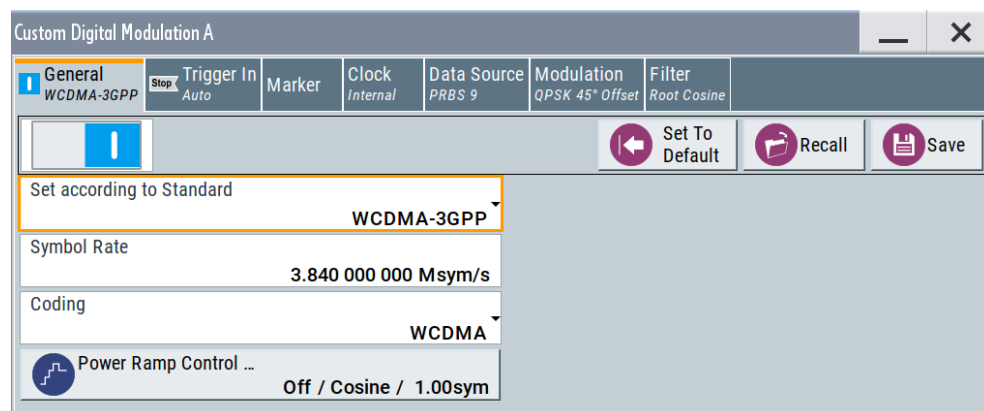 Custom Digital Modulation A
General
WCDMA-3GPP
Stop
Trigger In
Auto
Marker
Clock
Internal
Data Source
PRBS 9
Modulation
QPSK 45° Offset
Filter
Root Cosine
Set To
Default
Recall
Save
Set according to Standard
WCDMA-3GPP
Symbol Rate
3.840 000 000 Msym/s
Coding
WCDMA
Power Ramp Control ...
Off / Cosine / 1.00sym